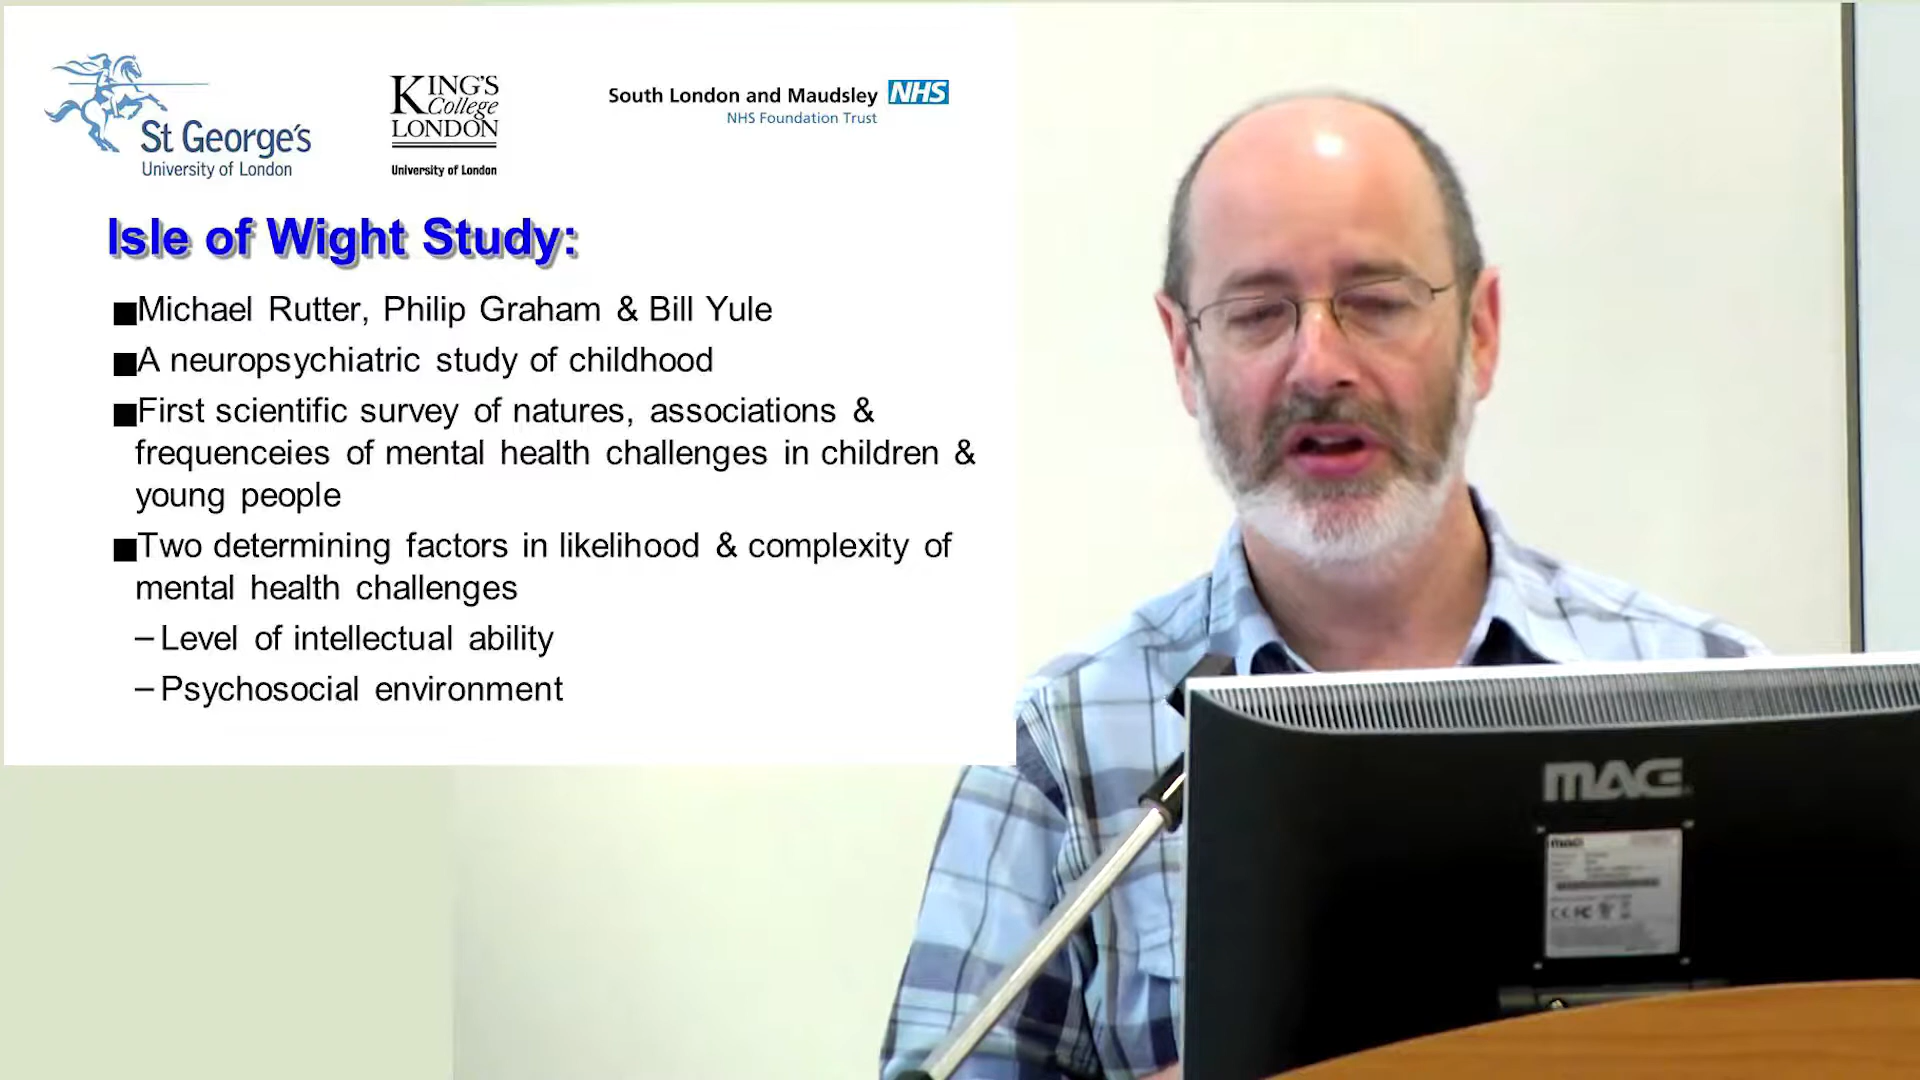 St George's
University of London
KING'S
College
LONDON
University of London
South London and Maudsley NHS
NHS Foundation Trust
Isle of Wight Study:
■Michael Rutter, Philip Graham & Bill Yule
■A neuropsychiatric study of childhood
■First scientific survey of natures, associations &
frequenceies of mental health challenges in children &
young people
■Two determining factors in likelihood & complexity of
mental health challenges
– Level of intellectual ability
– Psychosocial environment
MAG